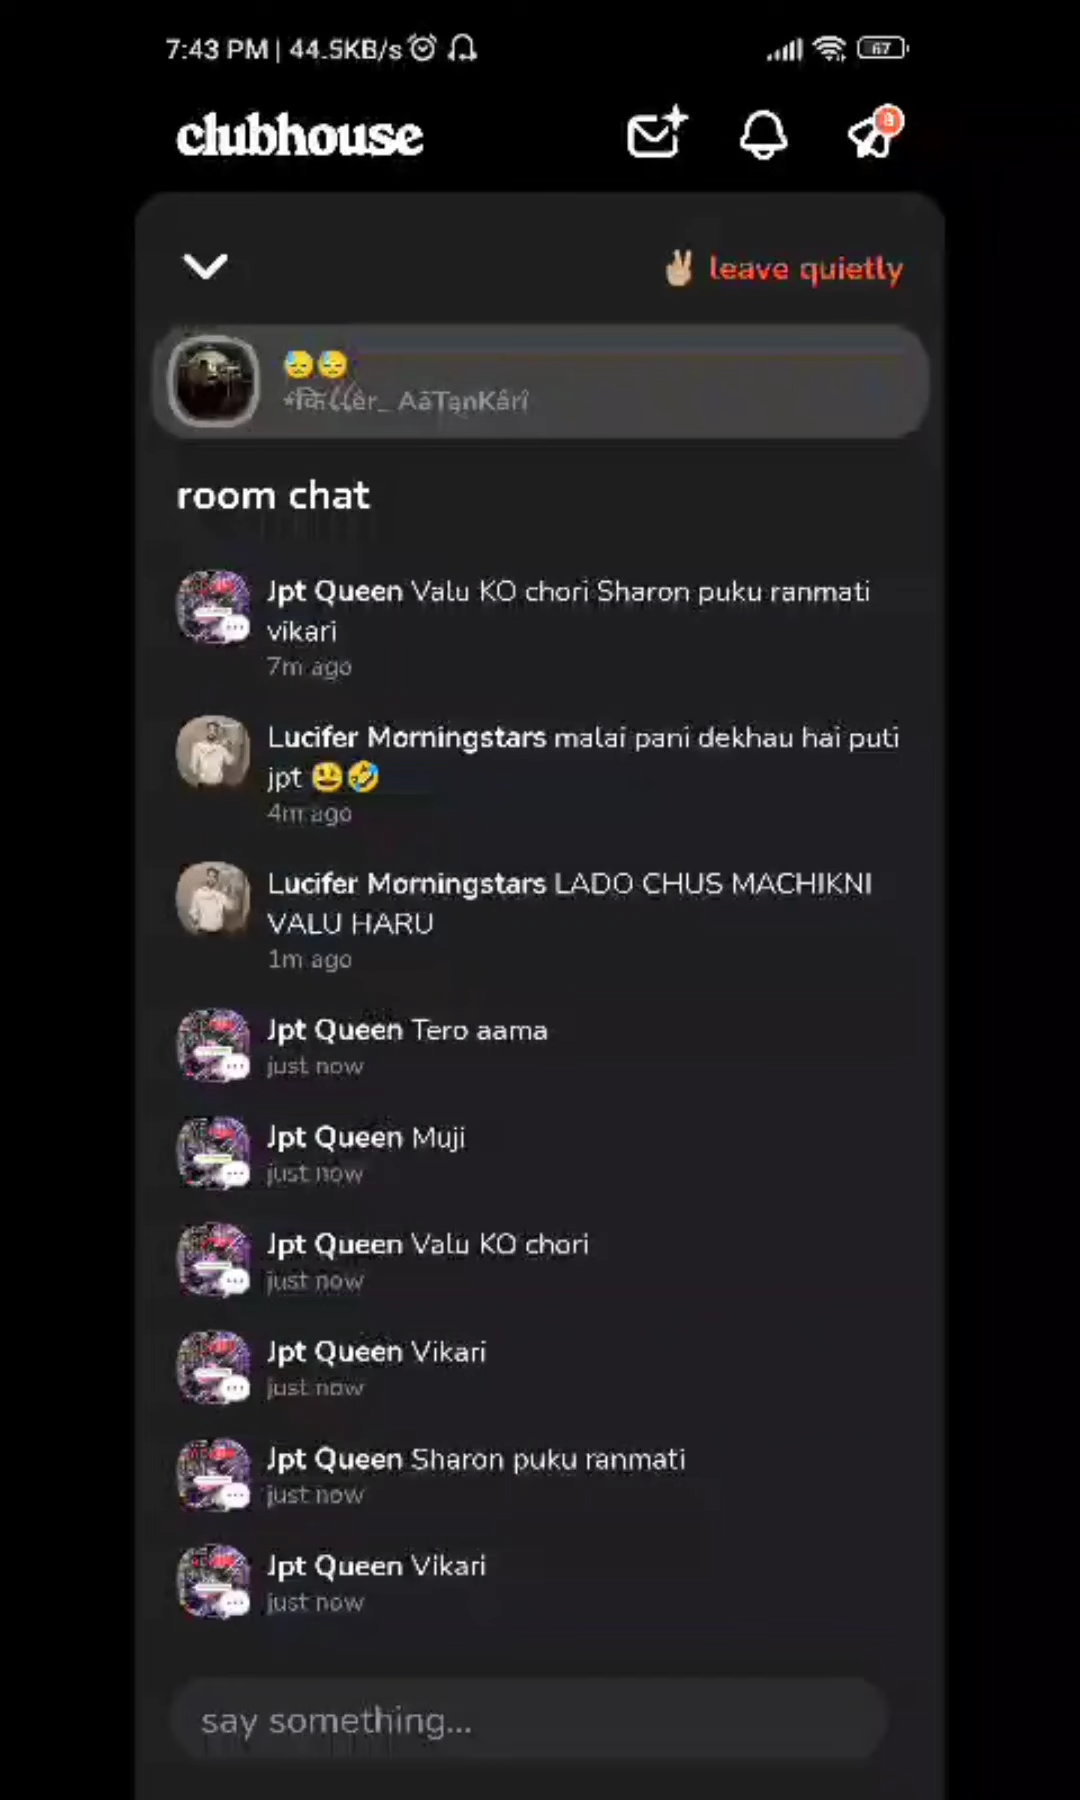 7:43 PM | 44.5KB/s
67
clubhouse
8
leave quietly
AāTąnKârî
room chat
Jpt Queen Valu KO chori Sharon puku ranmati
vikari
7m ago
Lucifer Morningstars malai pani dekhau hai puti
jpt 😃🤣
4m ago
Lucifer Morningstars LADO CHUS MACHIKNI
VALU HARU
1m ago
Jpt Queen Tero aama
just now
Jpt Queen Muji
just now
Jpt Queen Valu KO chori
just now
Jpt Queen Vikari
just now
Jpt Queen Sharon puku ranmati
just now
Jpt Queen Vikari
just now
say something...